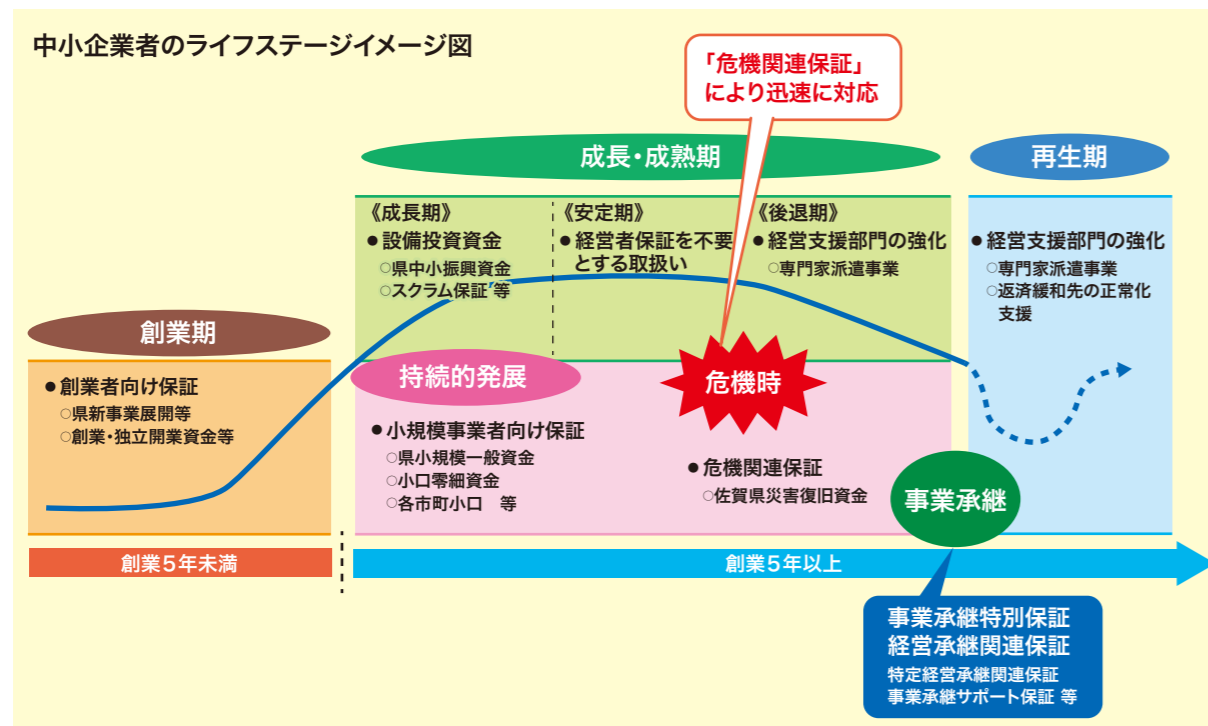 中小企業者のライフステージイメージ図
「危機関連保証」
により迅速に対応
成長・成熟期
再生期
《成長期》
●設備投資資金
○県中小振興資金
○スクラム保証 等
《安定期》
●経営者保証を不要
とする取扱い
《後退期》
●経営支援部門の強化
○専門家派遣事業
●経営支援部門の強化
○専門家派遣事業
○返済緩和先の正常化
支援
創業期
●創業者向け保証
○県新事業展開等
○創業・独立開業資金等
持続的発展
●小規模事業者向け保証
○県小規模一般資金
○小口零細資金
○各市町小口 等
危機時
●危機関連保証
○佐賀県災害復旧資金
事業承継
創業5年未満
創業5年以上
事業承継特別保証
経営承継関連保証
特定経営承継関連保証
事業承継サポート保証 等